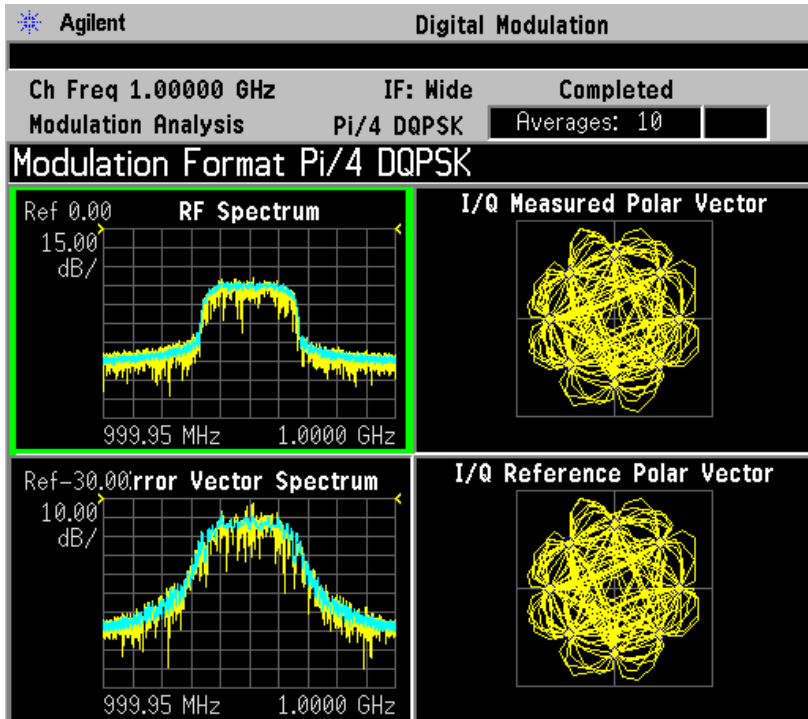 Agilent Digital Modulation
Ch Freq 1.00000 GHz IF: Wide Completed
Modulation Analysis Pi/4 DQPSK Averages: 10
Modulation Format Pi/4 DQPSK
Ref 0.00 RF Spectrum
15.00
dB/
999.95 MHz 1.0000 GHz
I/Q Measured Polar Vector
Ref-30.00 rror Vector Spectrum
10.00
dB/
999.95 MHz 1.0000 GHz
I/Q Reference Polar Vector